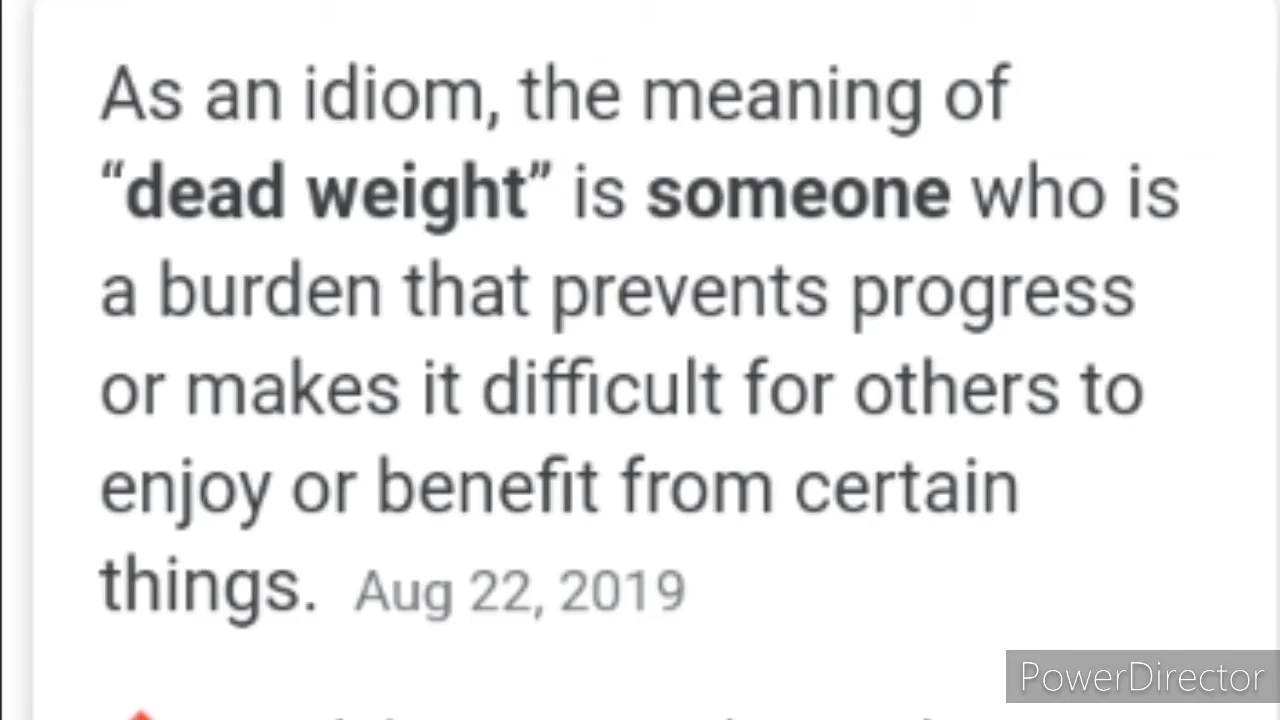 As an idiom, the meaning of
“dead weight” is someone who is
a burden that prevents progress
or makes it difficult for others to
enjoy or benefit from certain
things. Aug 22, 2019
PowerDirector